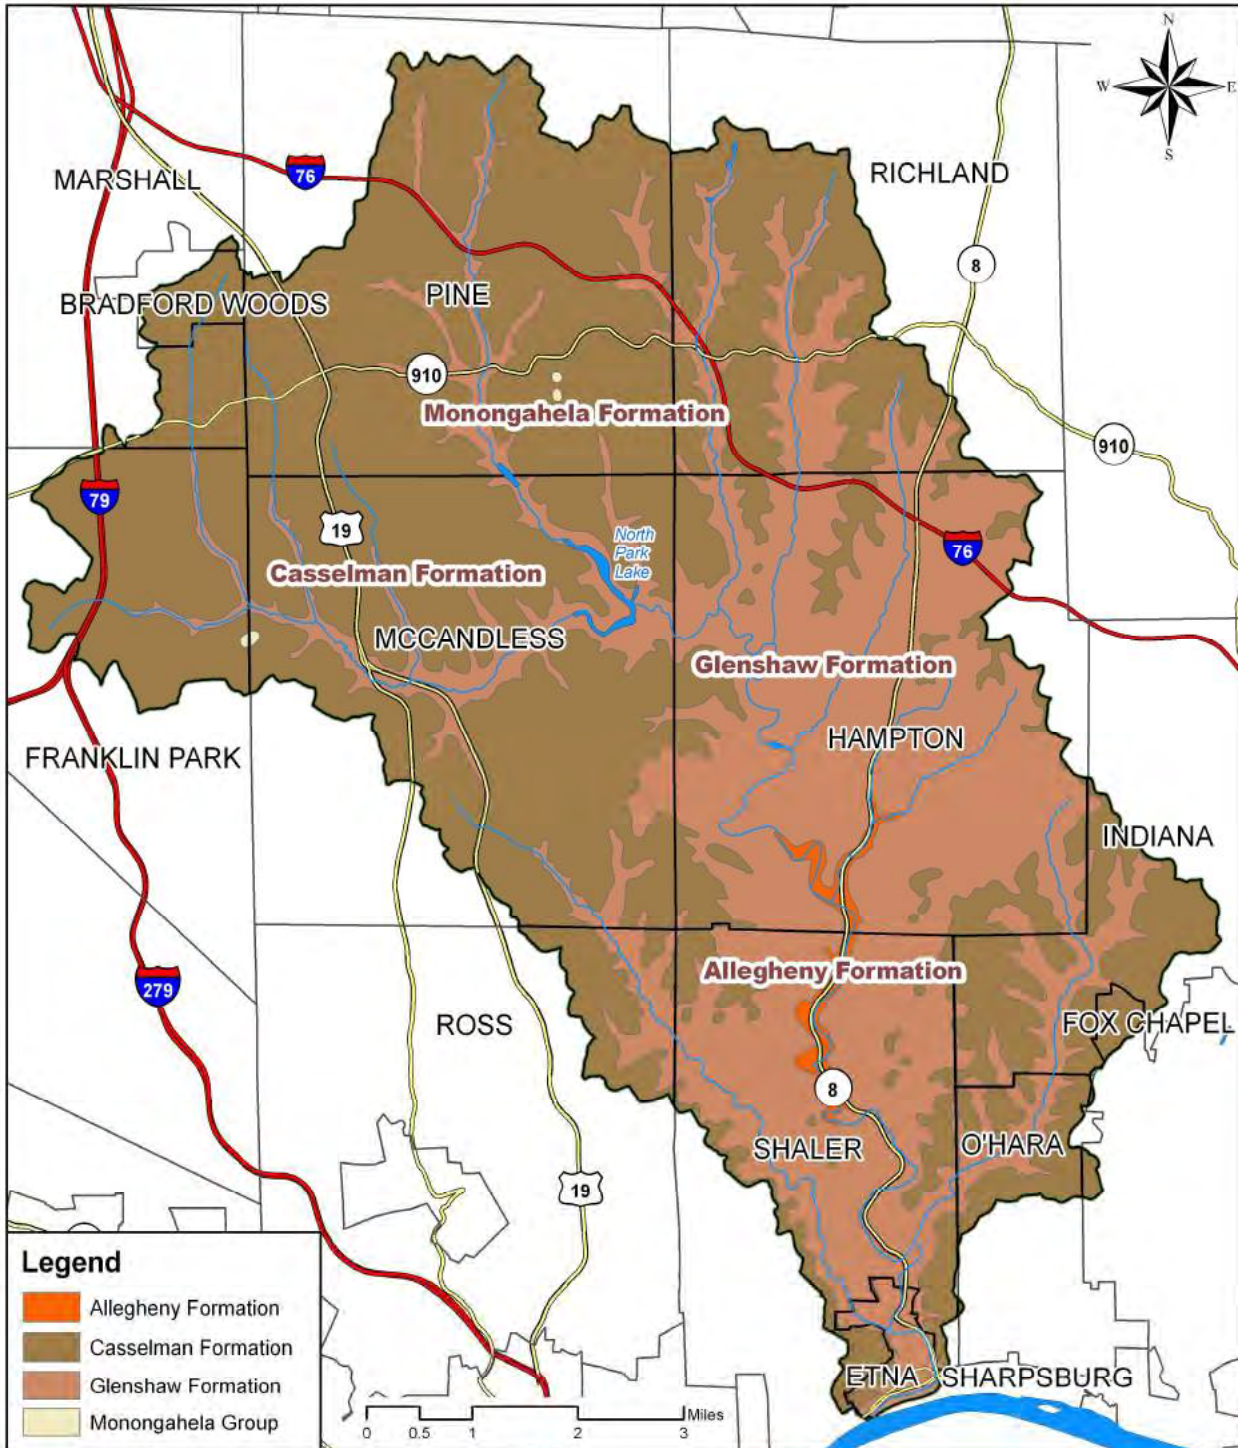 N
W E
S
MARSHALL
76
RICHLAND
8
BRADFORD WOODS
PINE
910
Monongahela Formation
910
79
19
North
Park
Lake
76
Casselman Formation
MCCANDLESS
Glenshaw Formation
HAMPTON
FRANKLIN PARK
INDIANA
Allegheny Formation
279
ROSS
FOX CHAPEL
8
SHALER
O'HARA
19
Legend
Allegheny Formation
Casselman Formation
Glenshaw Formation
Monongahela Group
ETNA
SHARPSBURG
Miles
0 0.5 1 2 3